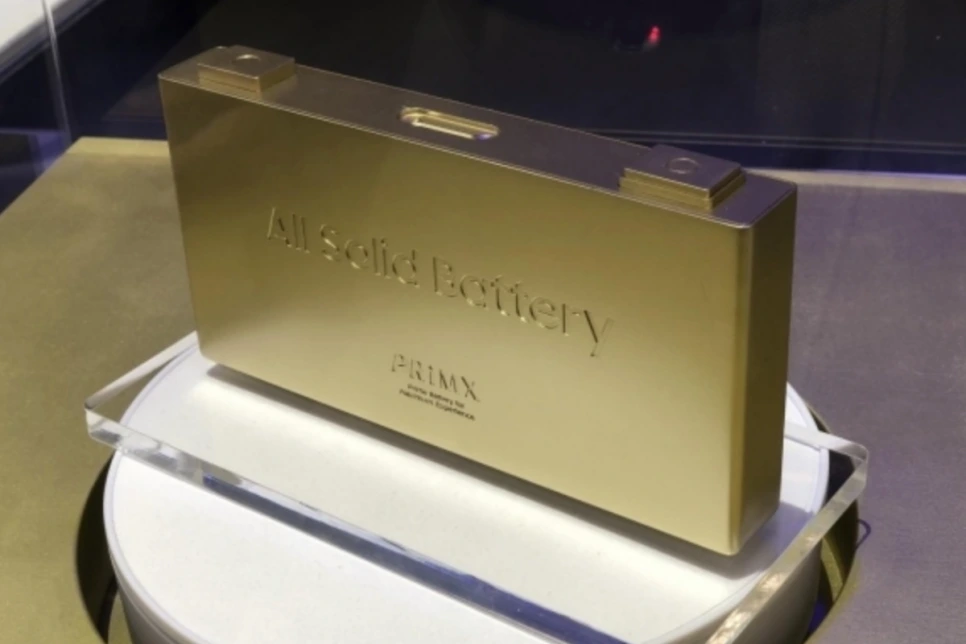 All Solid Battery
PRiMX
Prime Battery for
Maximum Experience